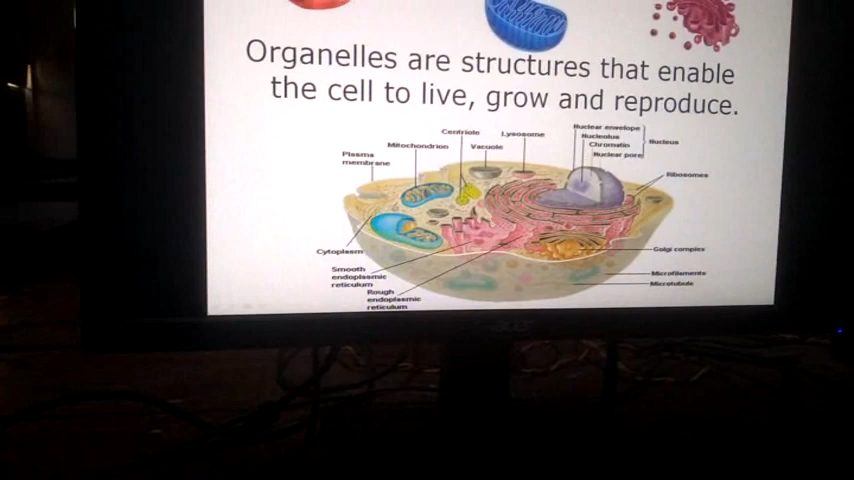 Organelles are structures that enable
the cell to live, grow and reproduce.
Nuclear envelope
Centriole
Lysosome
Nucleolus
Nucleus
Mitochondrion
Vacuole
Chromatin
Plasma
membrane
Nuclear pore
Ribosomes
Cytoplasm
Golgi complex
Smooth
endoplasmic
reticulum
Microfilaments
Microtubule
Rough
endoplasmic
reticulum
acer